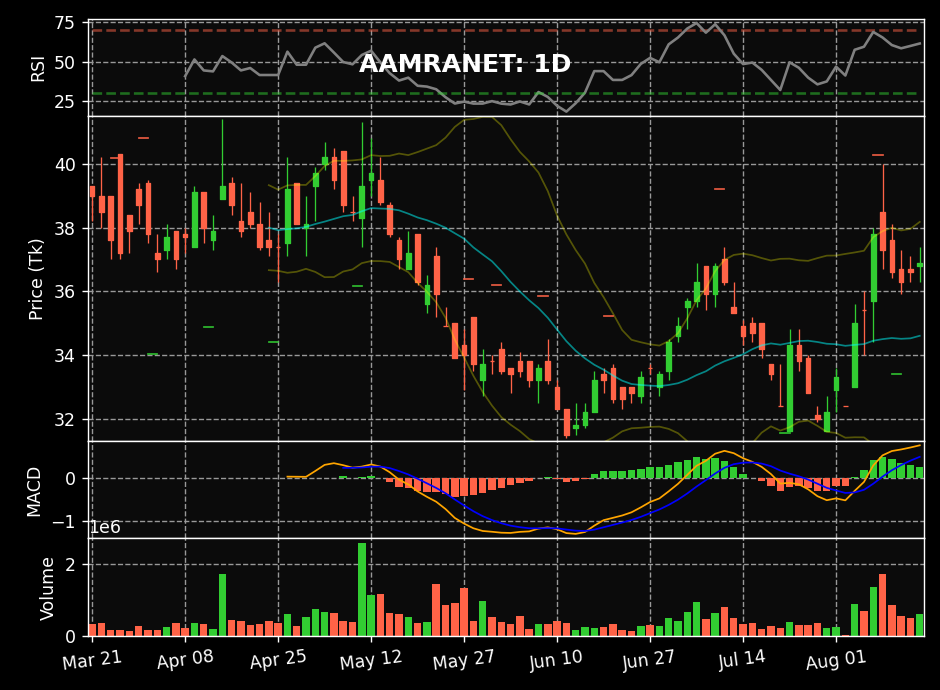 AAMRANET: 1D
RSI
75
50
25
Price (Tk)
40
38
36
34
32
MACD
0
−1
1e6
Volume
2
0
Mar 21 Apr 08 Apr 25 May 12 May 27 Jun 10 Jun 27 Jul 14 Aug 01